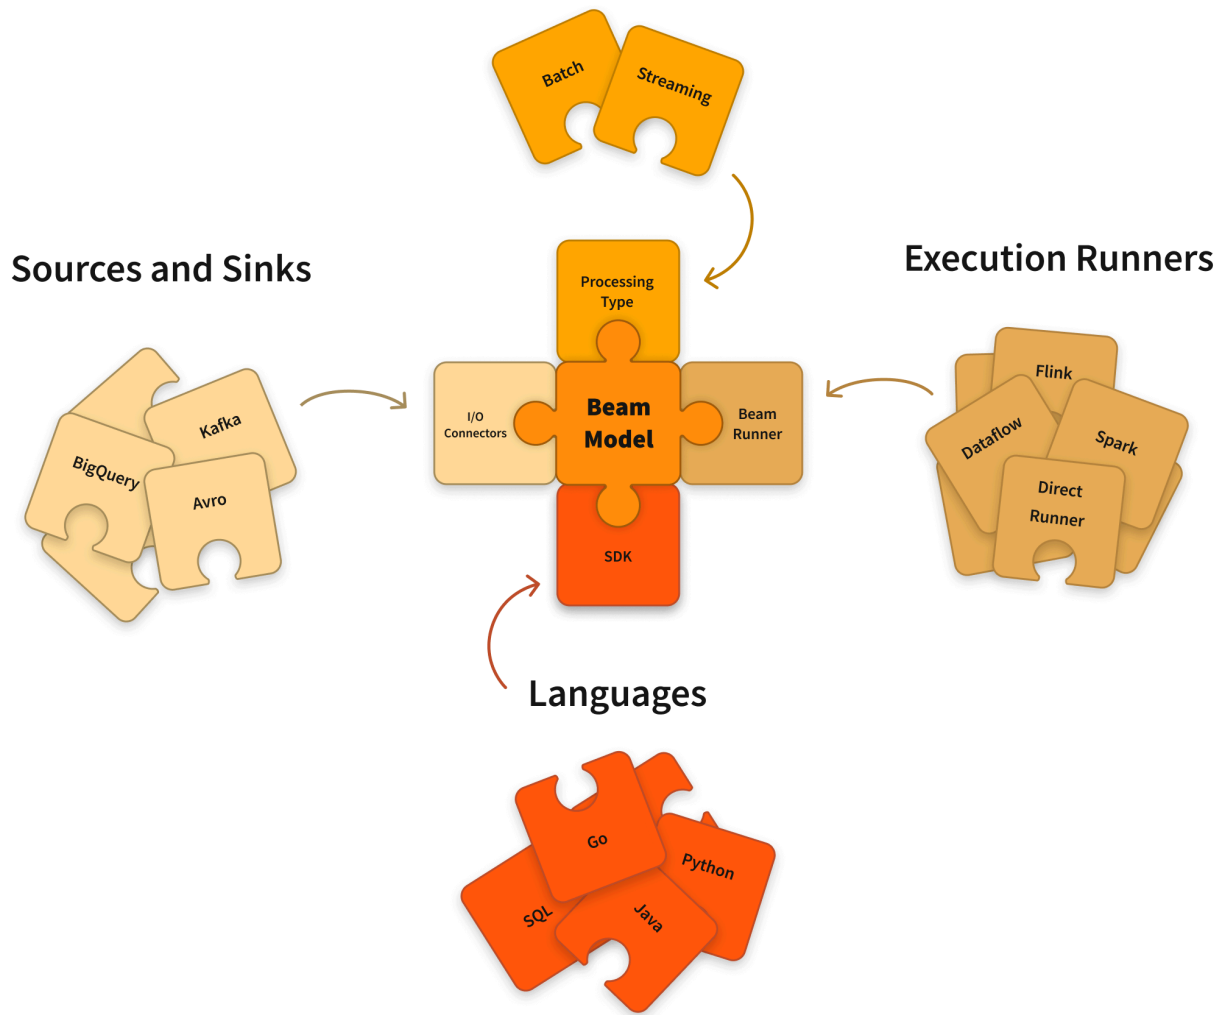 Batch
Streaming
Sources and Sinks
Execution Runners
Processing
Type
Kafka
BigQuery
Avro
I/O
Connectors
Beam
Model
Beam
Runner
Flink
Dataflow
Spark
Direct
Runner
SDK
Languages
Go
Python
SQL
Java